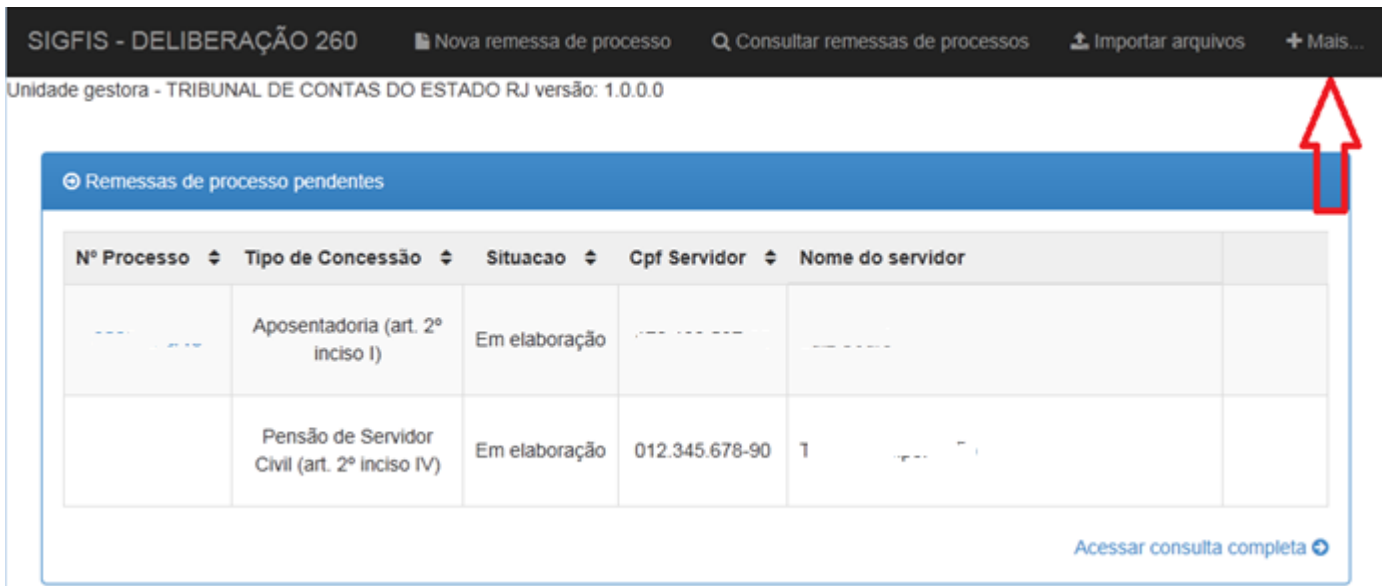 SIGFIS - DELIBERAÇÃO 260 Nova remessa de processo Consultar remessas de processos Importar arquivos Mais...
Unidade gestora - TRIBUNAL DE CONTAS DO ESTADO RJ versão: 1.0.0.0
Remessas de processo pendentes
Nº Processo Tipo de Concessão Situacao Cpf Servidor Nome do servidor
Aposentadoria (art. 2º
inciso I)
Em elaboração
Pensão de Servidor
Civil (art. 2º inciso IV)
Em elaboração 012.345.678-90
Acessar consulta completa